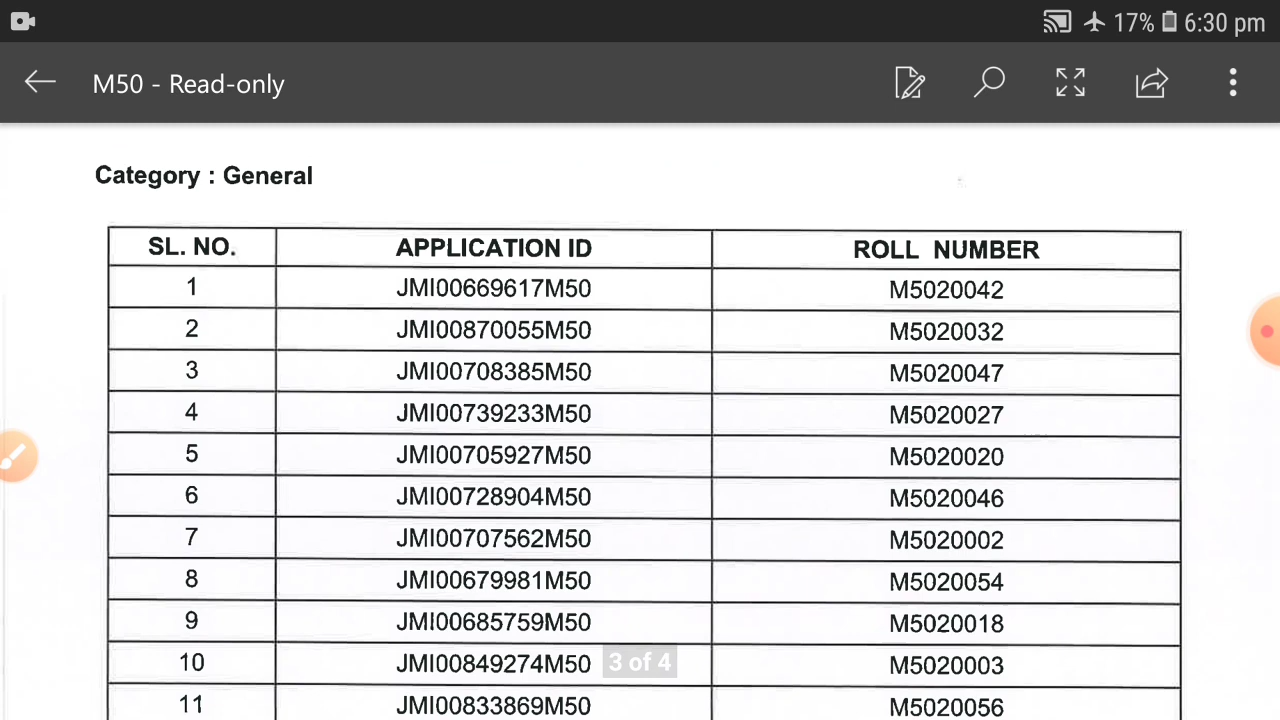 17% 6:30 pm
M50 - Read-only
Category : General
SL. NO. APPLICATION ID ROLL NUMBER
1 JMI00669617M50 M5020042
2 JMI00870055M50 M5020032
3 JMI00708385M50 M5020047
4 JMI00739233M50 M5020027
5 JMI00705927M50 M5020020
6 JMI00728904M50 M5020046
7 JMI00707562M50 M5020002
8 JMI00679981M50 M5020054
9 JMI00685759M50 M5020018
10 JMI00849274M50 3 of 4 M5020003
11 JMI00833869M50 M5020056